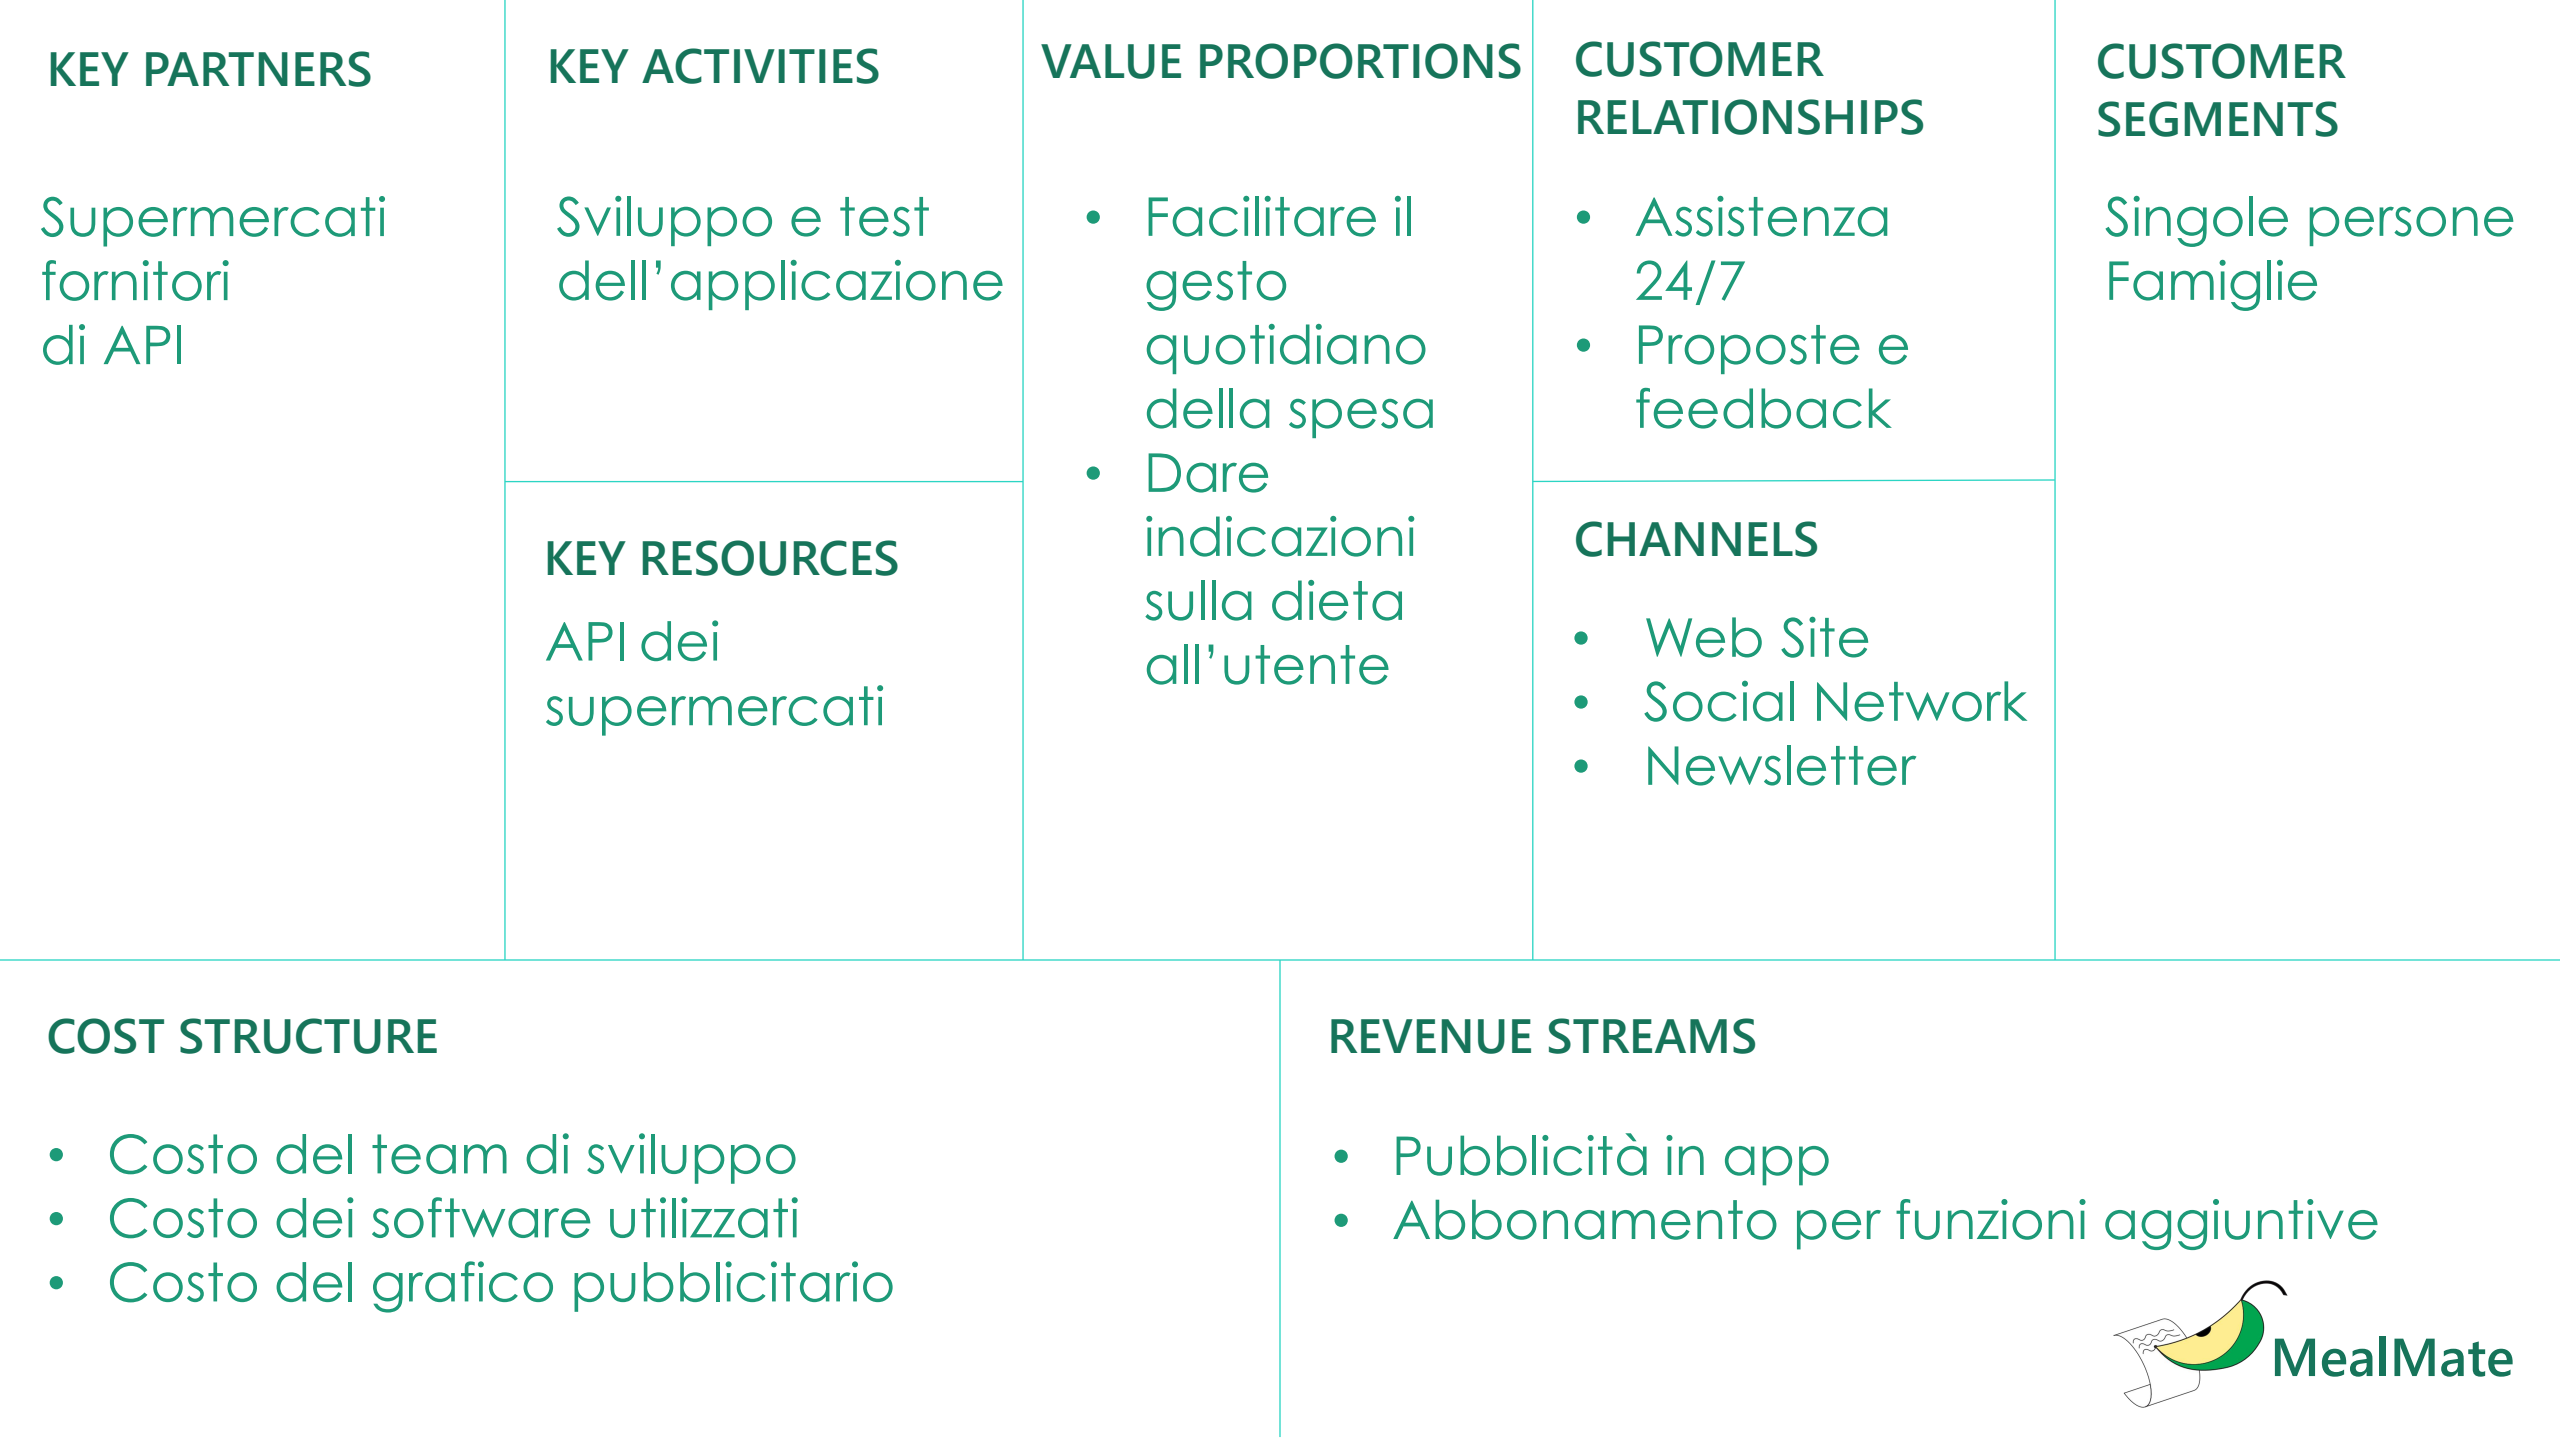 KEY PARTNERS
Supermercati
fornitori
di API
KEY ACTIVITIES
Sviluppo e test
dell’applicazione
KEY RESOURCES
API dei
supermercati
VALUE PROPORTIONS
• Facilitare il
gesto
quotidiano
della spesa
• Dare
indicazioni
sulla dieta
all’utente
CUSTOMER
RELATIONSHIPS
• Assistenza
24/7
• Proposte e
feedback
CHANNELS
• Web Site
• Social Network
• Newsletter
CUSTOMER
SEGMENTS
Singole persone
Famiglie
COST STRUCTURE
• Costo del team di sviluppo
• Costo dei software utilizzati
• Costo del grafico pubblicitario
REVENUE STREAMS
• Pubblicità in app
• Abbonamento per funzioni aggiuntive
MealMate